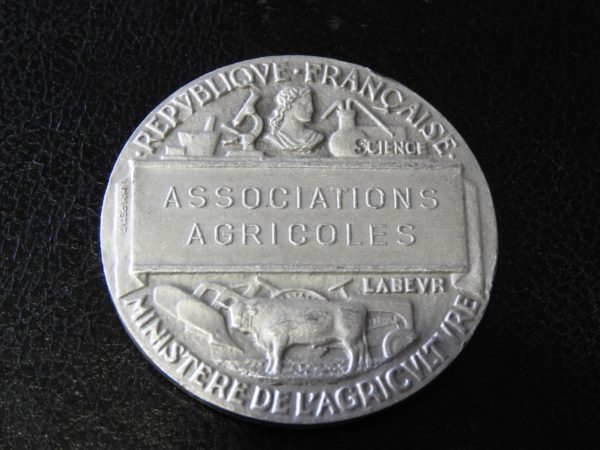 REPVBLIQVE·FRANÇAISE·
SCIENCE
ASSOCIATIONS
AGRICOLES
LABEVR
MINISTERE DE L'AGRICVLTVRE